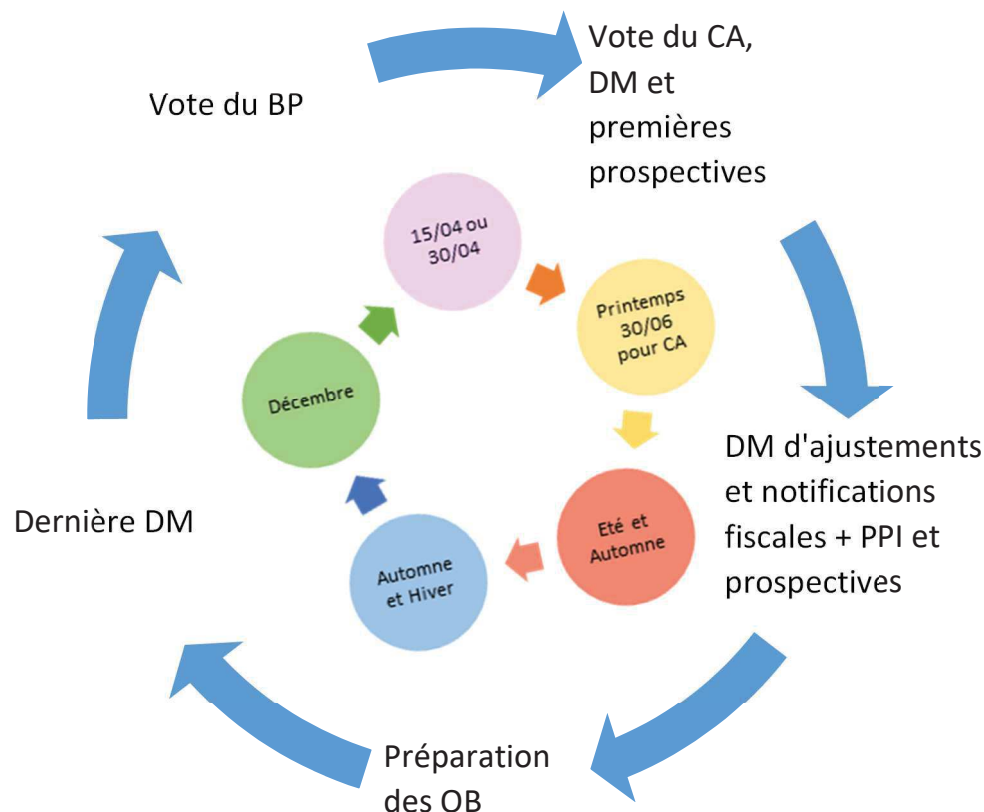 Vote du BP
Vote du CA,
DM et
premières
prospectives
15/04 ou
30/04
Printemps
30/06
pour CA
Décembre
DM d'ajustements
et notifications
fiscales + PPI et
prospectives
Eté et
Automne
Dernière DM
Automne
et Hiver
Préparation
des OB